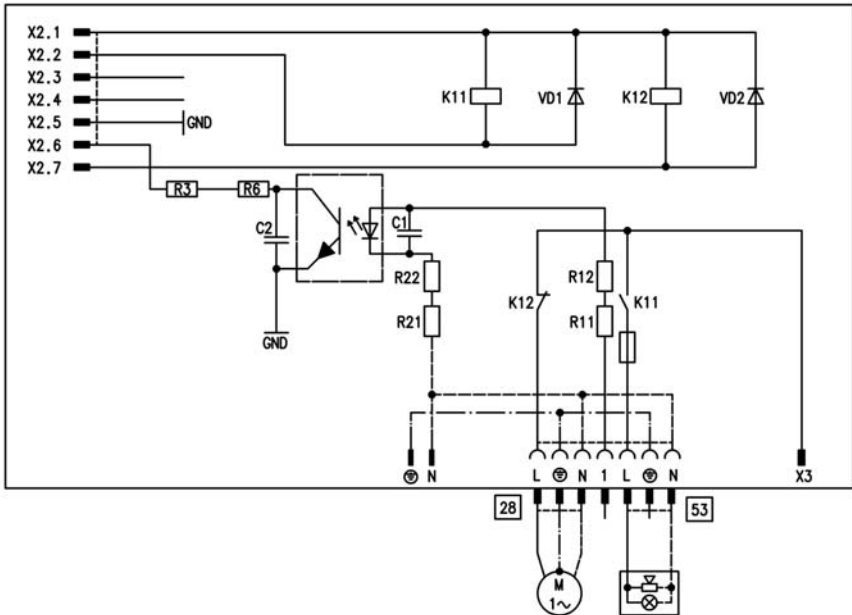 X2.1
X2.2
X2.3
X2.4
X2.5
GND
X2.6
X2.7
K11
VD1
K12
VD2
R3
R6
C2
C1
R22
R21
GND
K12
R12
R11
K11
N
L
N
1
L
N
X3
28
53
M
1~